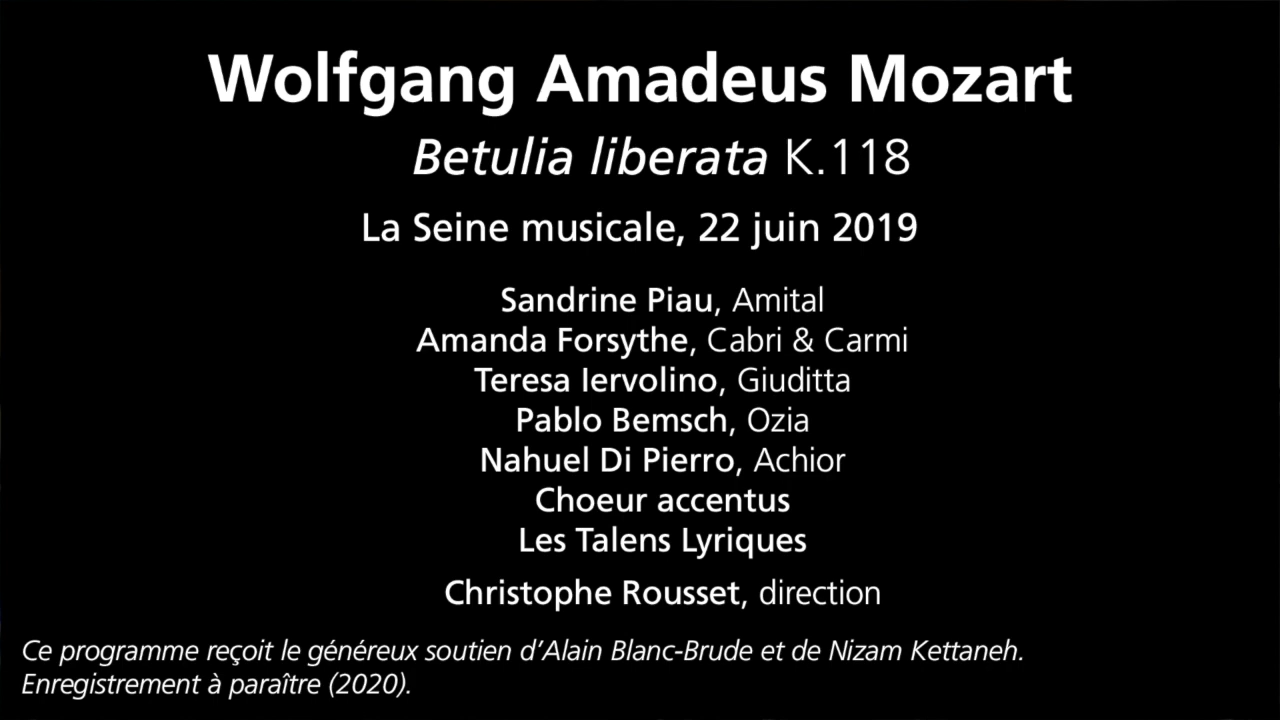 Wolfgang Amadeus Mozart
Betulia liberata K.118
La Seine musicale, 22 juin 2019
Sandrine Piau, Amital
Amanda Forsythe, Cabri & Carmi
Teresa Iervolino, Giuditta
Pablo Bemsch, Ozia
Nahuel Di Pierro, Achior
Choeur accentus
Les Talens Lyriques
Christophe Rousset, direction
Ce programme reçoit le généreux soutien d’Alain Blanc-Brude et de Nizam Kettaneh.
Enregistrement à paraître (2020).